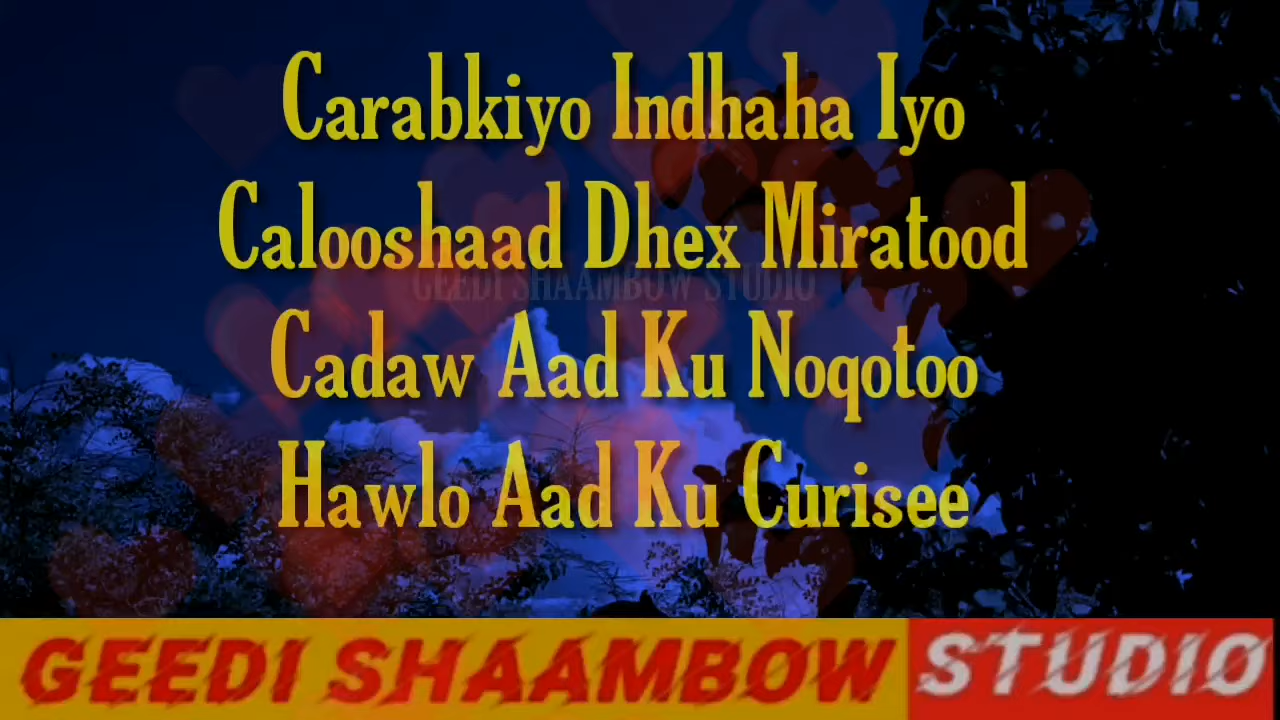 Carabkiyo Indhaha Iyo
Calooshaad Dhex Miratood
GEEDI SHAAMBOW STUDIO
Cadaw Aad Ku Noqotoo
Hawlo Aad Ku Curisee
GEEDI SHAAMBOW STUDIO